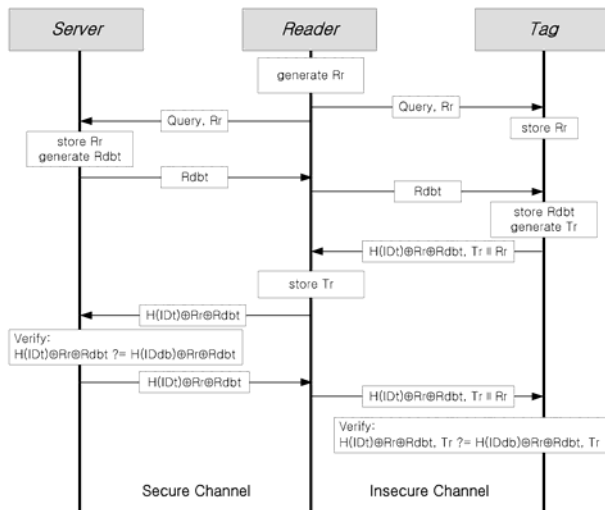 Server Reader Tag
generate Rr
Query, Rr
Query, Rr
store Rr
store Rr
generate Rdbt
Rdbt
Rdbt
store Rdbt
generate Tr
H(IDt)⊕Rr⊕Rdbt, Tr ∥ Rr
store Tr
H(IDt)⊕Rr⊕Rdbt
Verify:
H(IDt)⊕Rr⊕Rdbt ?= H(IDdb)⊕Rr⊕Rdbt
H(IDt)⊕Rr⊕Rdbt
H(IDt)⊕Rr⊕Rdbt, Tr ∥ Rr
Verify:
H(IDt)⊕Rr⊕Rdbt, Tr ?= H(IDdb)⊕Rr⊕Rdbt, Tr
Secure Channel Insecure Channel